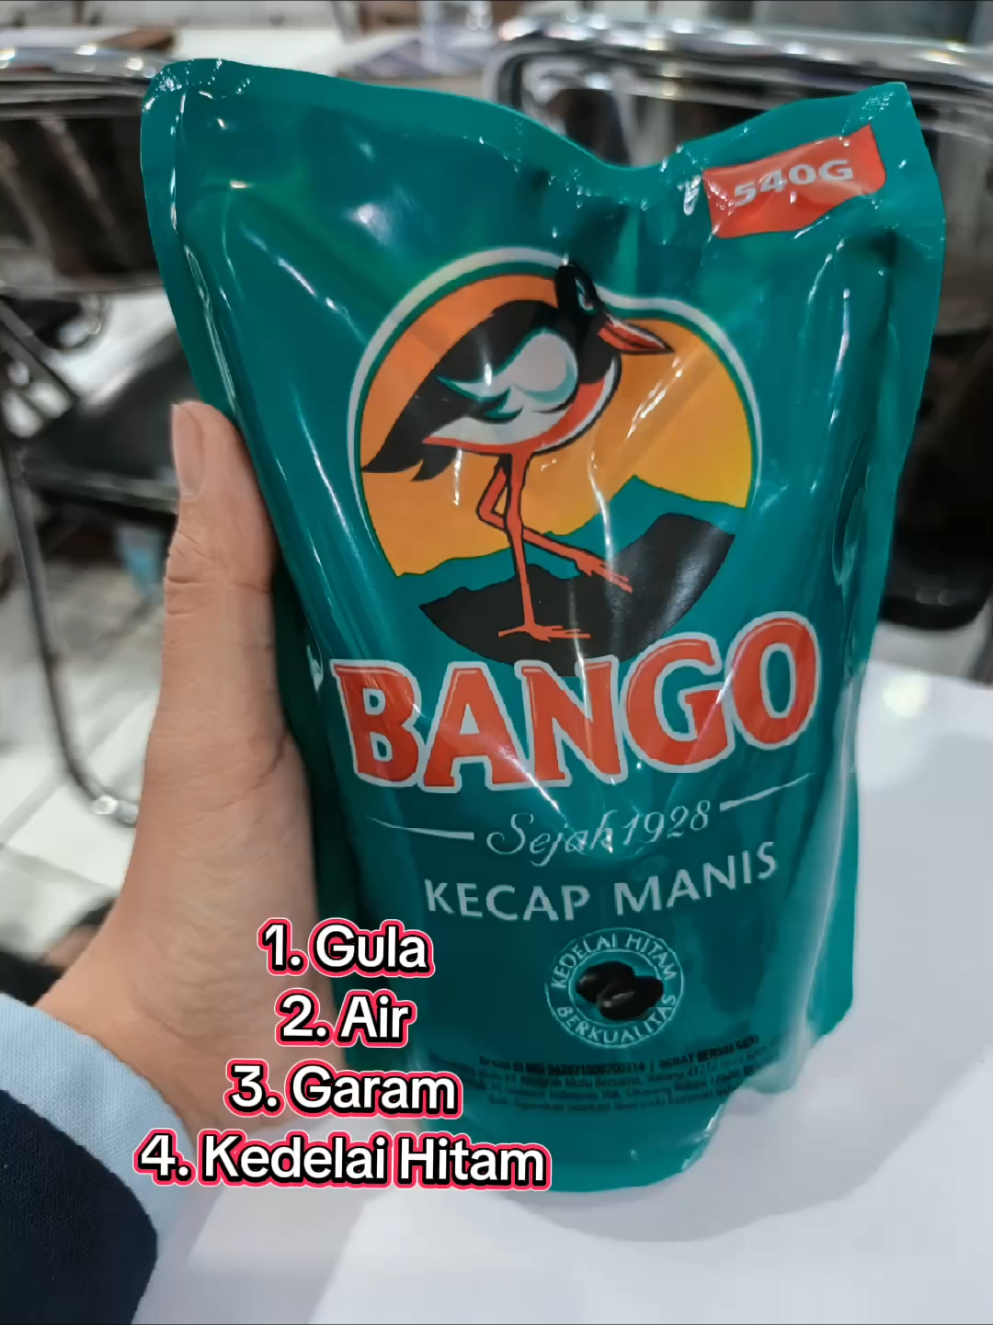 540G
BANGO
Sejak 1928
KECAP MANIS
KEDELAI HITAM
BERKUALITAS
1. Gula
2. Air
3. Garam
4. Kedelai Hitam